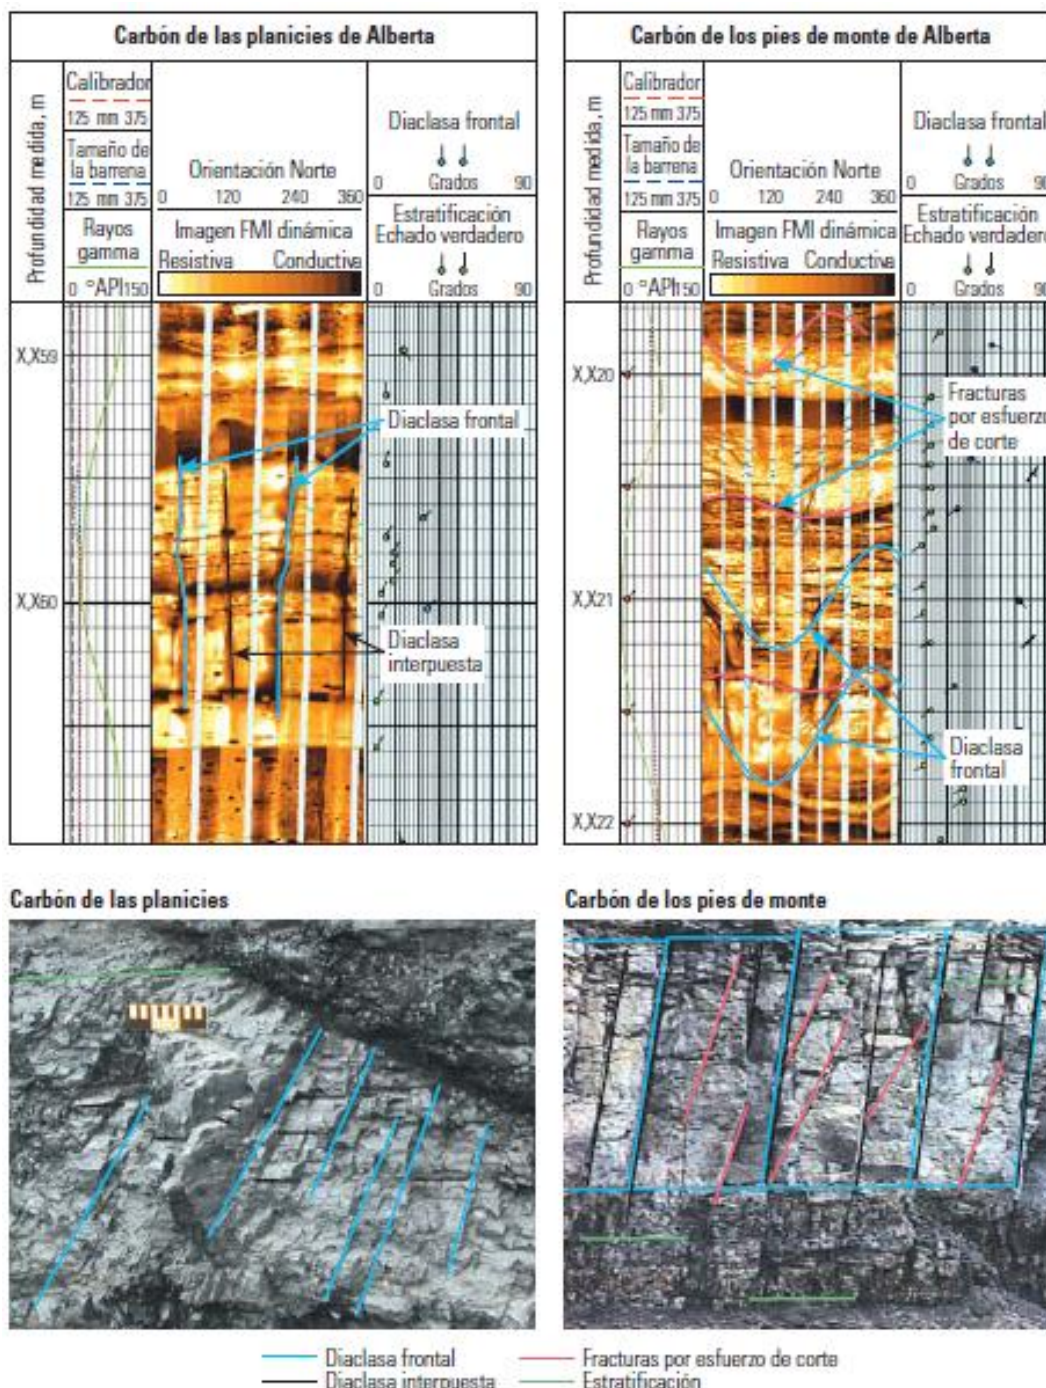 Carbón de las planicies de Alberta
Profundidad medida, m
Calibrador
125 mm 375
Tamaño de
la barrena
125 mm 375
Rayos
gamma
0 °API 150
Orientación Norte
0 120 240 360
Imagen FMI dinámica
Resistiva Conductiva
Diaclasa frontal
0 Grados 90
Estratificación
Echado verdadero
0 Grados 90
X,X59
X,X60
Diaclasa frontal
Diaclasa
interpuesta
Carbón de los pies de monte de Alberta
Profundidad medida, m
Calibrador
125 mm 375
Tamaño de
la barrena
125 mm 375
Rayos
gamma
0 °API 150
Orientación Norte
0 120 240 360
Imagen FMI dinámica
Resistiva Conductiva
Diaclasa frontal
0 Grados 90
Estratificación
Echado verdadero
0 Grados 90
X,X20
X,X21
X,X22
Fracturas
por esfuerzo
de corte
Diaclasa
frontal
Carbón de las planicies
Carbón de los pies de monte
Diaclasa frontal
Diaclasa interpuesta
Fracturas por esfuerzo de corte
Estratificación